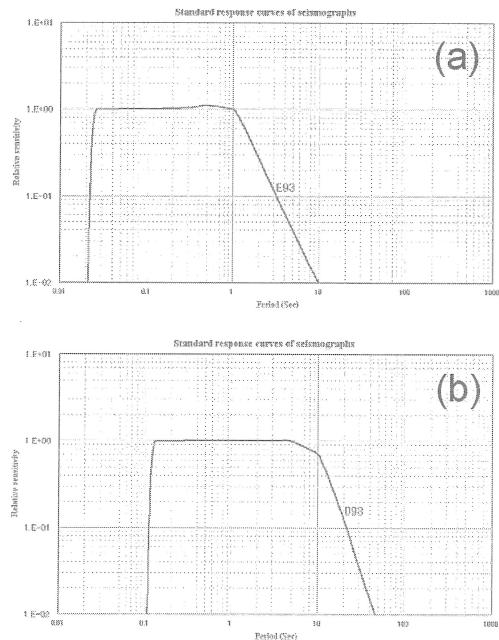 Standard response curves of seismographs
(a)
1.E+01
1.E+00
1.E-01
1.E-02
Relative sensitivity
E93
0.01 0.1 1 10 100 1000
Period (Sec)
Standard response curves of seismographs
(b)
1.E+01
1.E+00
1.E-01
1.E-02
Relative sensitivity
D93
0.01 0.1 1 10 100 1000
Period (Sec)